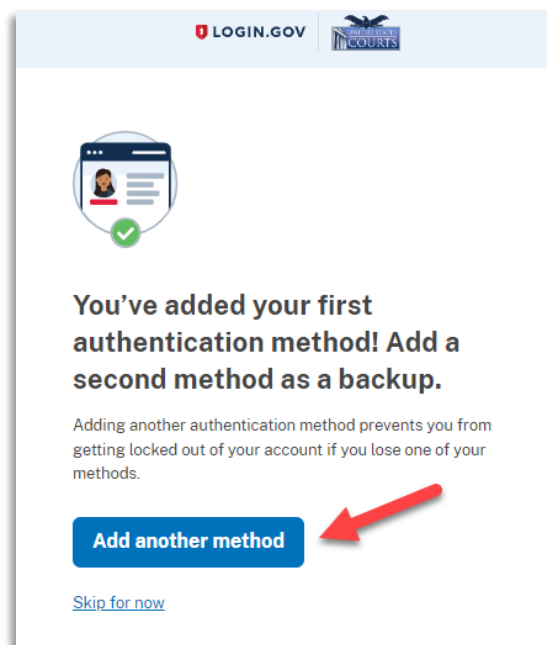 LOGIN.GOV
UNITED STATES
COURTS
You’ve added your first
authentication method! Add a
second method as a backup.
Adding another authentication method prevents you from
getting locked out of your account if you lose one of your
methods.
Add another method
Skip for now